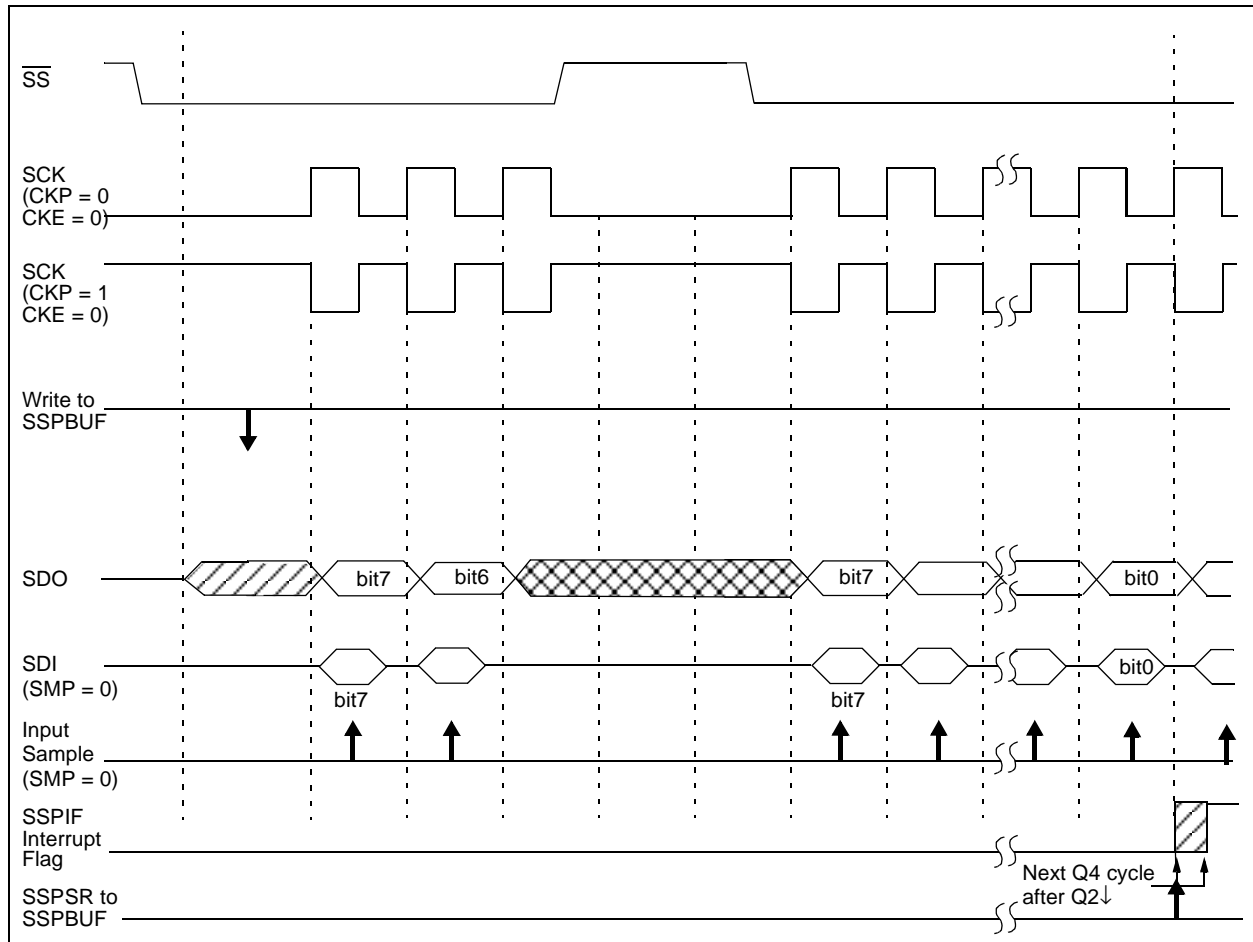 SS
SCK
(CKP = 0
CKE = 0)
SCK
(CKP = 1
CKE = 0)
Write to
SSPBUF
SDO
bit7
bit6
bit7
bit0
SDI
(SMP = 0)
bit7
bit7
bit0
Input
Sample
(SMP = 0)
SSPIF
Interrupt
Flag
Next Q4 cycle
after Q2↓
SSPSR to
SSPBUF